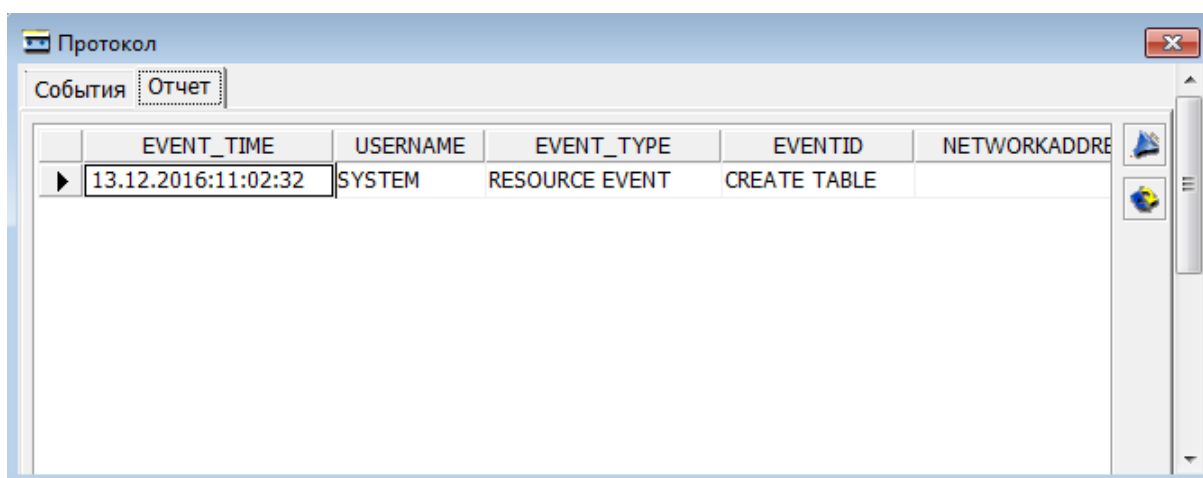 Протокол
События Отчет
EVENT_TIME USERNAME EVENT_TYPE EVENTID NETWORKADDRE
13.12.2016:11:02:32 SYSTEM RESOURCE EVENT CREATE TABLE